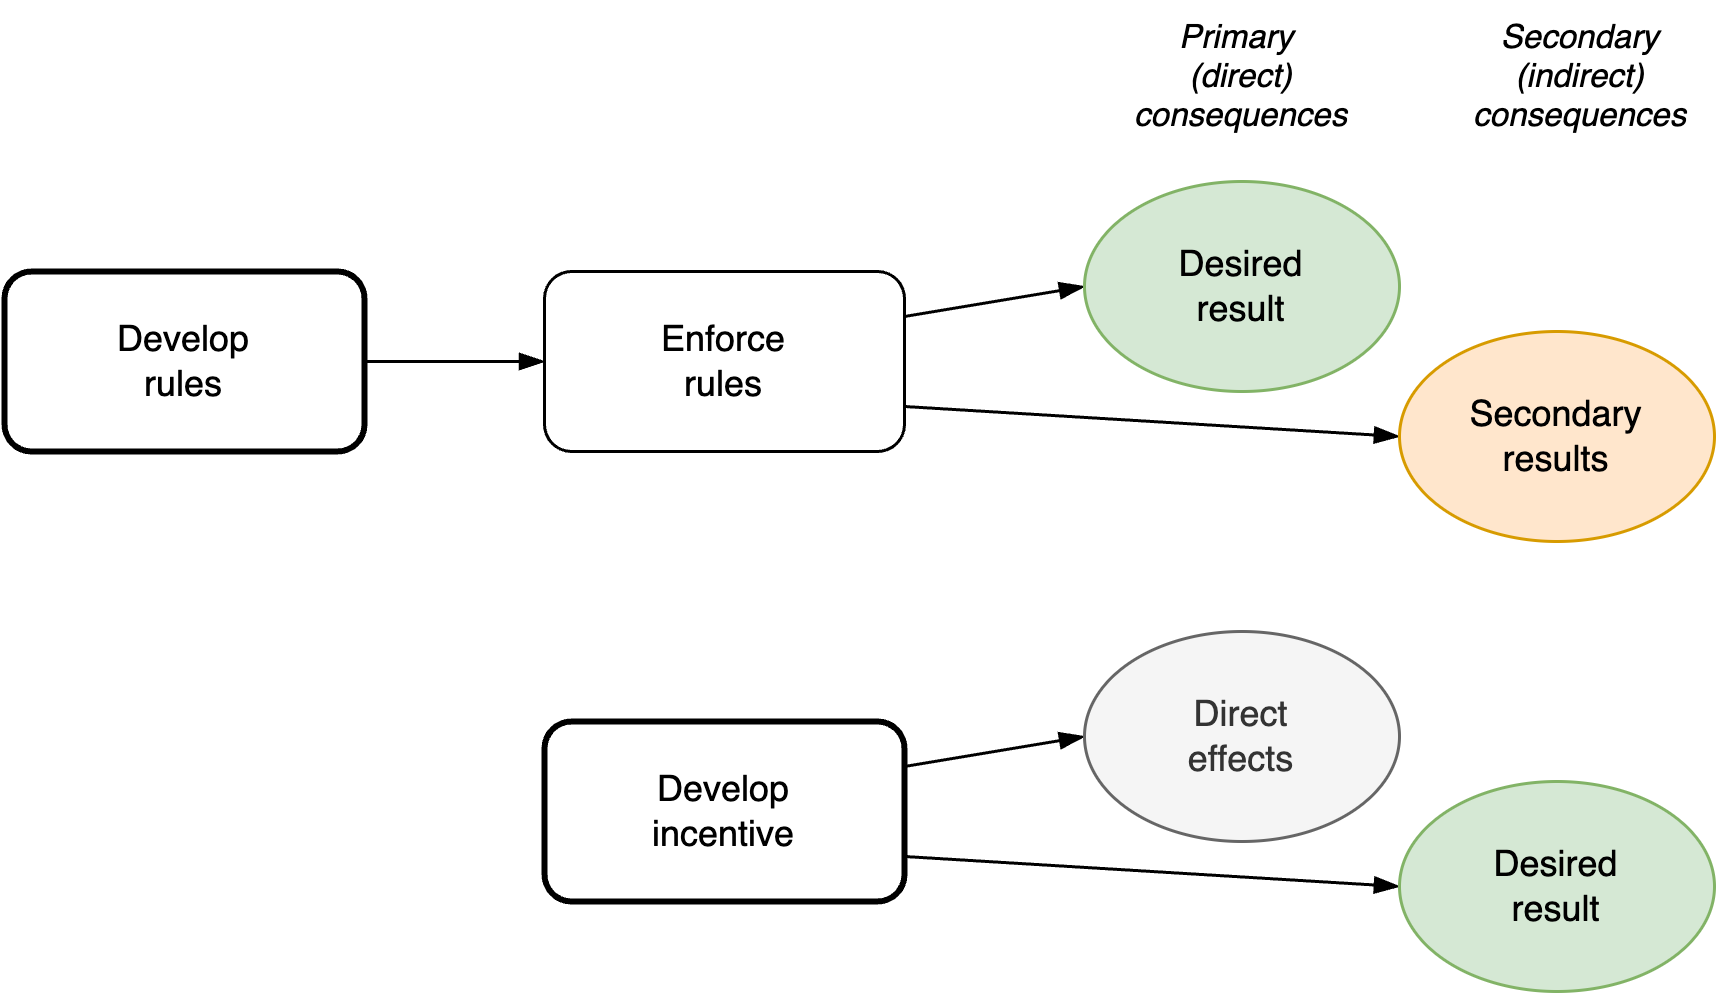 Primary
(direct)
consequences
Secondary
(indirect)
consequences
Develop
rules
Enforce
rules
Desired
result
Secondary
results
Develop
incentive
Direct
effects
Desired
result